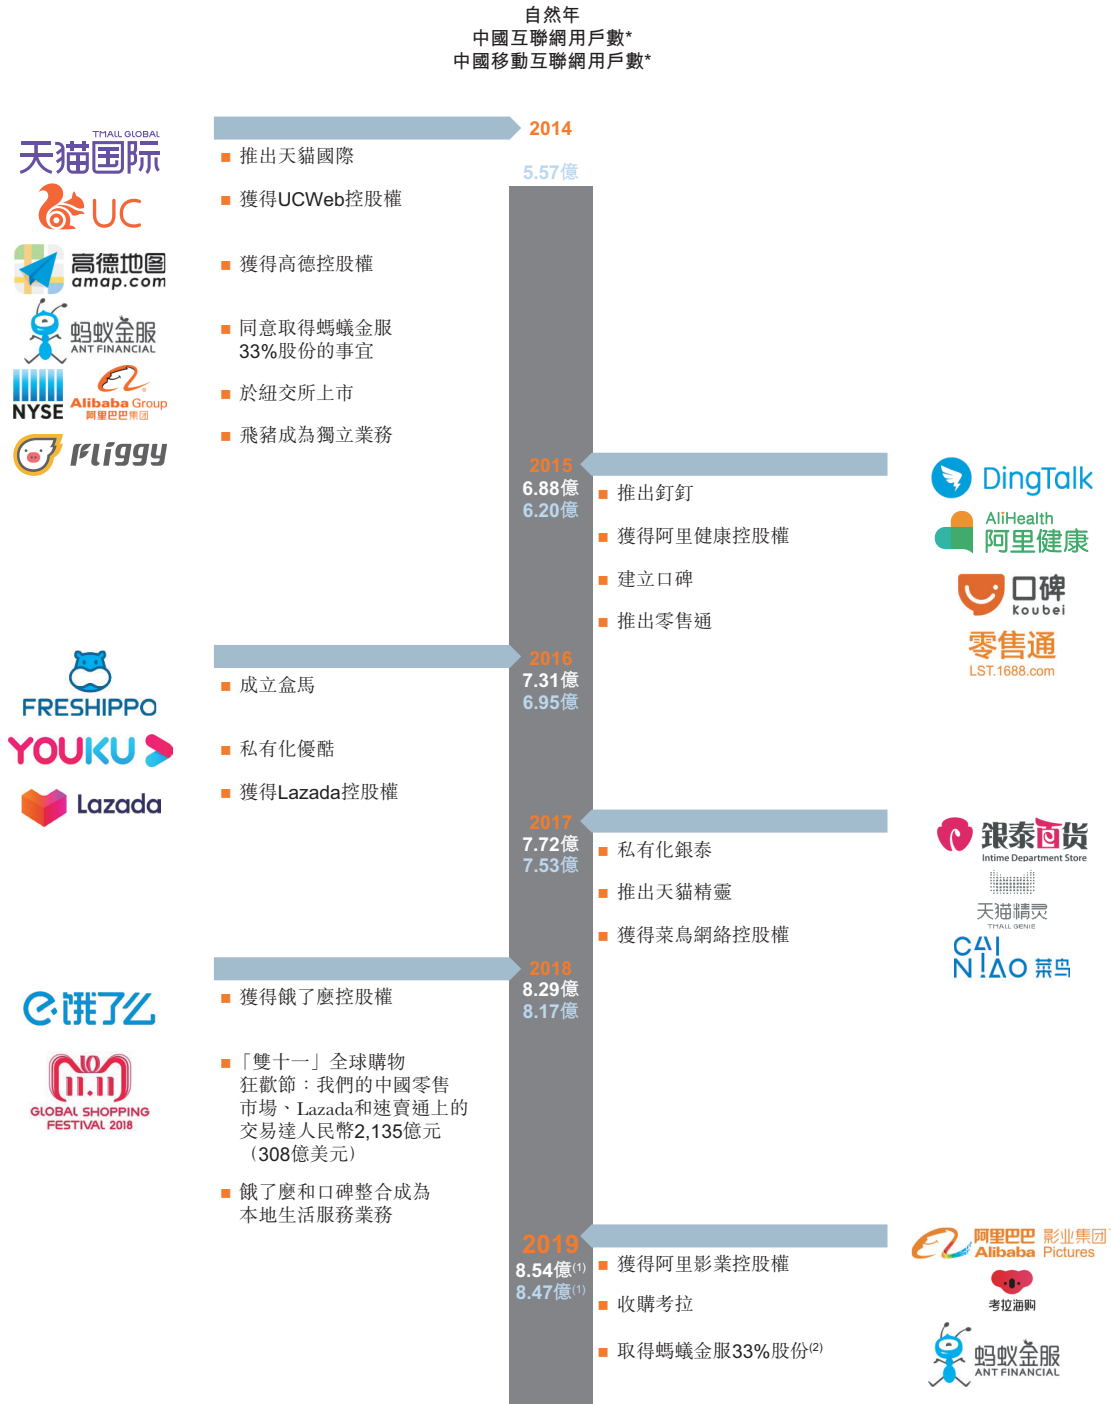 自然年
中國互聯網用戶數*
中國移動互聯網用戶數*
2014
5.57億
TMALL GLOBAL
天猫国际
■ 推出天貓國際
UC
■ 獲得UCWeb控股權
高德地图
amap.com
■ 獲得高德控股權
蚂蚁金服
ANT FINANCIAL
■ 同意取得螞蟻金服
33%股份的事宜
NYSE
Alibaba Group
阿里巴巴集团
■ 於紐交所上市
Fliggy
■ 飛豬成為獨立業務
2015
6.88億
6.20億
■ 推出釘釘
DingTalk
■ 獲得阿里健康控股權
AliHealth
阿里健康
■ 建立口碑
口碑
Koubei
■ 推出零售通
零售通
LST.1688.com
2016
7.31億
6.95億
FRESHIPPO
■ 成立盒馬
YOUKU
■ 私有化優酷
Lazada
■ 獲得Lazada控股權
2017
7.72億
7.53億
■ 私有化銀泰
銀泰百货
Intime Department Store
■ 推出天貓精靈
天猫精灵
TMALL GENIE
■ 獲得菜鳥網絡控股權
CAI
NIAO 菜鸟
2018
8.29億
8.17億
饿了么
■ 獲得餓了麼控股權
11.11
GLOBAL SHOPPING
FESTIVAL 2018
■ 「雙十一」全球購物
狂歡節：我們的中國零售
市場、Lazada和速賣通上的
交易達人民幣2,135億元
（308億美元）
■ 餓了麼和口碑整合成為
本地生活服務業務
2019
8.54億(1)
8.47億(1)
■ 獲得阿里影業控股權
阿里巴巴 影业集团
Alibaba Pictures
■ 收購考拉
考拉海购
■ 取得螞蟻金服33%股份(2)
蚂蚁金服
ANT FINANCIAL